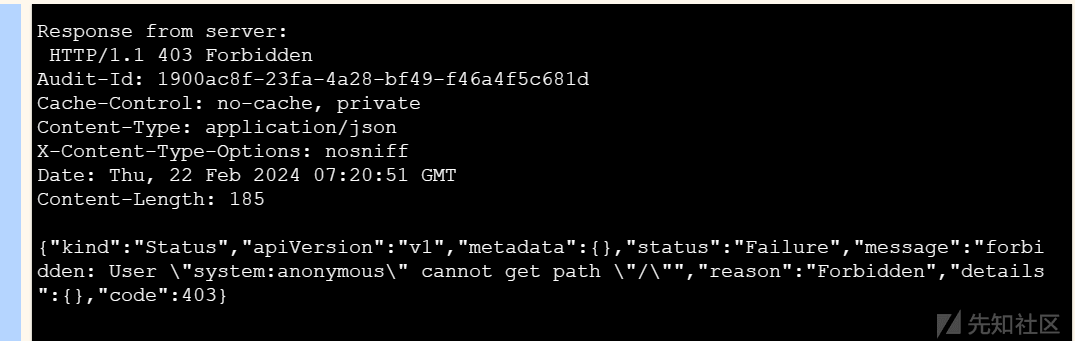 Response from server:
 HTTP/1.1 403 Forbidden
Audit-Id: 1900ac8f-23fa-4a28-bf49-f46a4f5c681d
Cache-Control: no-cache, private
Content-Type: application/json
X-Content-Type-Options: nosniff
Date: Thu, 22 Feb 2024 07:20:51 GMT
Content-Length: 185

{"kind":"Status","apiVersion":"v1","metadata":{},"status":"Failure","message":"forbi
dden: User \"system:anonymous\" cannot get path \"/\"","reason":"Forbidden","details
":{},"code":403}
先知社区